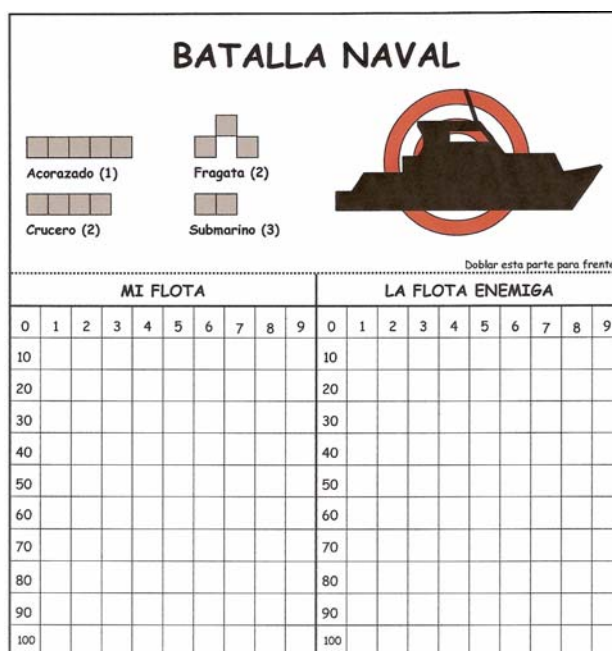 BATALLA NAVAL
Acorazado (1)
Fragata (2)
Crucero (2)
Submarino (3)
Doblar esta parte para frente
MI FLOTA
LA FLOTA ENEMIGA
0 1 2 3 4 5 6 7 8 9 0 1 2 3 4 5 6 7 8 9
10 10
20 20
30 30
40 40
50 50
60 60
70 70
80 80
90 90
100 100